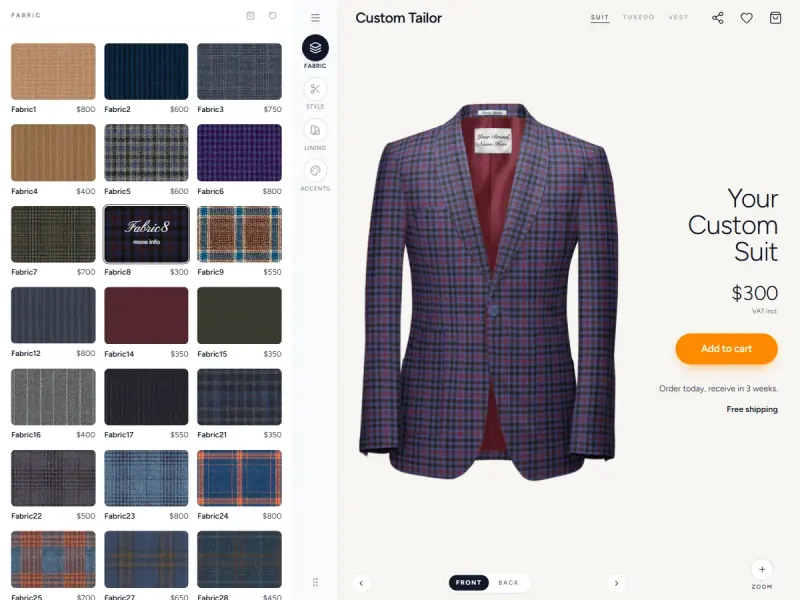 FABRIC
Fabric1 $800
Fabric2 $600
Fabric3 $750
Fabric4 $400
Fabric5 $600
Fabric6 $800
Fabric7 $700
Fabric8
more info
Fabric8 $300
Fabric9 $550
Fabric12 $800
Fabric14 $350
Fabric15 $350
Fabric16 $400
Fabric17 $550
Fabric21 $350
Fabric22 $500
Fabric23 $800
Fabric24 $800
Fabric25 $700
Fabric27 $650
Fabric28 $450
FABRIC
STYLE
LINING
ACCENTS
Custom Tailor
SUIT TUXEDO VEST
Your Brand
Name Here
Your
Custom
Suit
$300
VAT incl.
Add to cart
Order today, receive in 3 weeks.
Free shipping
FRONT BACK
ZOOM